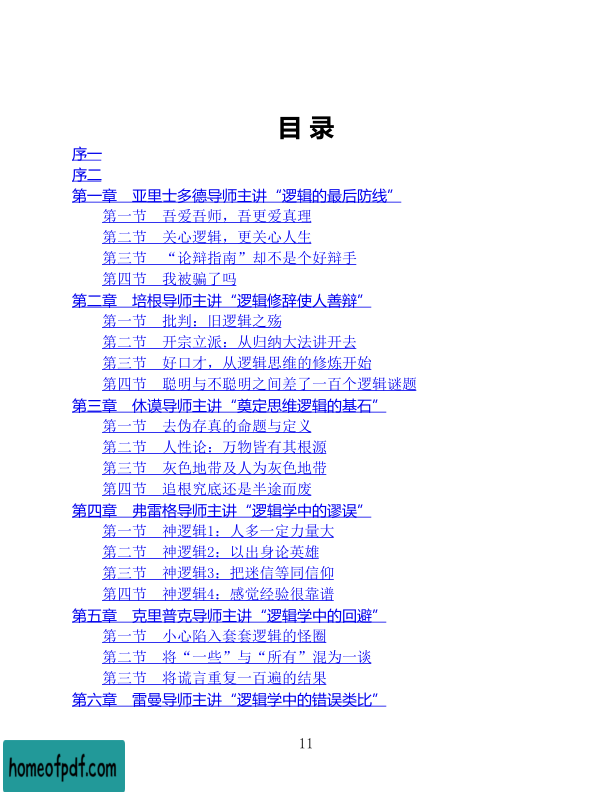 目 录
序一
序二
第一章　亚里士多德导师主讲“逻辑的最后防线”
第一节　吾爱吾师，吾更爱真理
第二节　关心逻辑，更关心人生
第三节　“论辩指南”却不是个好辩手
第四节　我被骗了吗
第二章　培根导师主讲“逻辑修辞使人善辩”
第一节　批判：旧逻辑之殇
第二节　开宗立派：从归纳大法讲开去
第三节　好口才，从逻辑思维的修炼开始
第四节　聪明与不聪明之间差了一百个逻辑谜题
第三章　休谟导师主讲“奠定思维逻辑的基石”
第一节　去伪存真的命题与定义
第二节　人性论：万物皆有其根源
第三节　灰色地带及人为灰色地带
第四节　追根究底还是半途而废
第四章　弗雷格导师主讲“逻辑学中的谬误”
第一节　神逻辑1：人多一定力量大
第二节　神逻辑2：以出身论英雄
第三节　神逻辑3：把迷信等同信仰
第四节　神逻辑4：感觉经验很靠谱
第五章　克里普克导师主讲“逻辑学中的回避”
第一节　小心陷入套套逻辑的怪圈
第二节　将“一些”与“所有”混为一谈
第三节　将谎言重复一百遍的结果
第六章　雷曼导师主讲“逻辑学中的错误类比”
11
homeofpdf.com